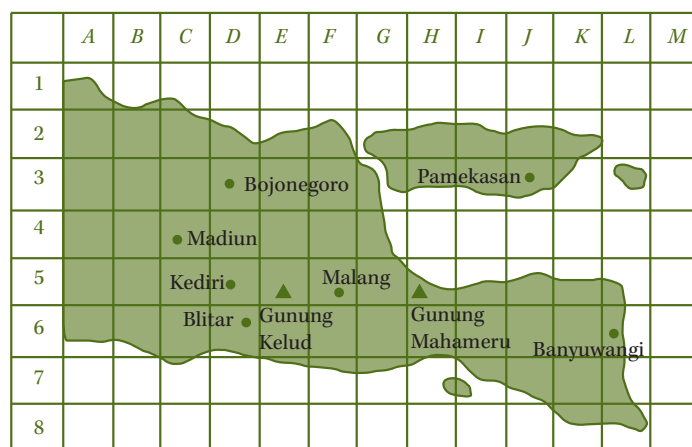 A B C D E F G H I J K L M
1
2
3
Pamekasan
Bojonegoro
4
Madiun
5
Kediri
Malang
6
Blitar
Gunung
Kelud
Gunung
Mahameru
Banyuwangi
7
8